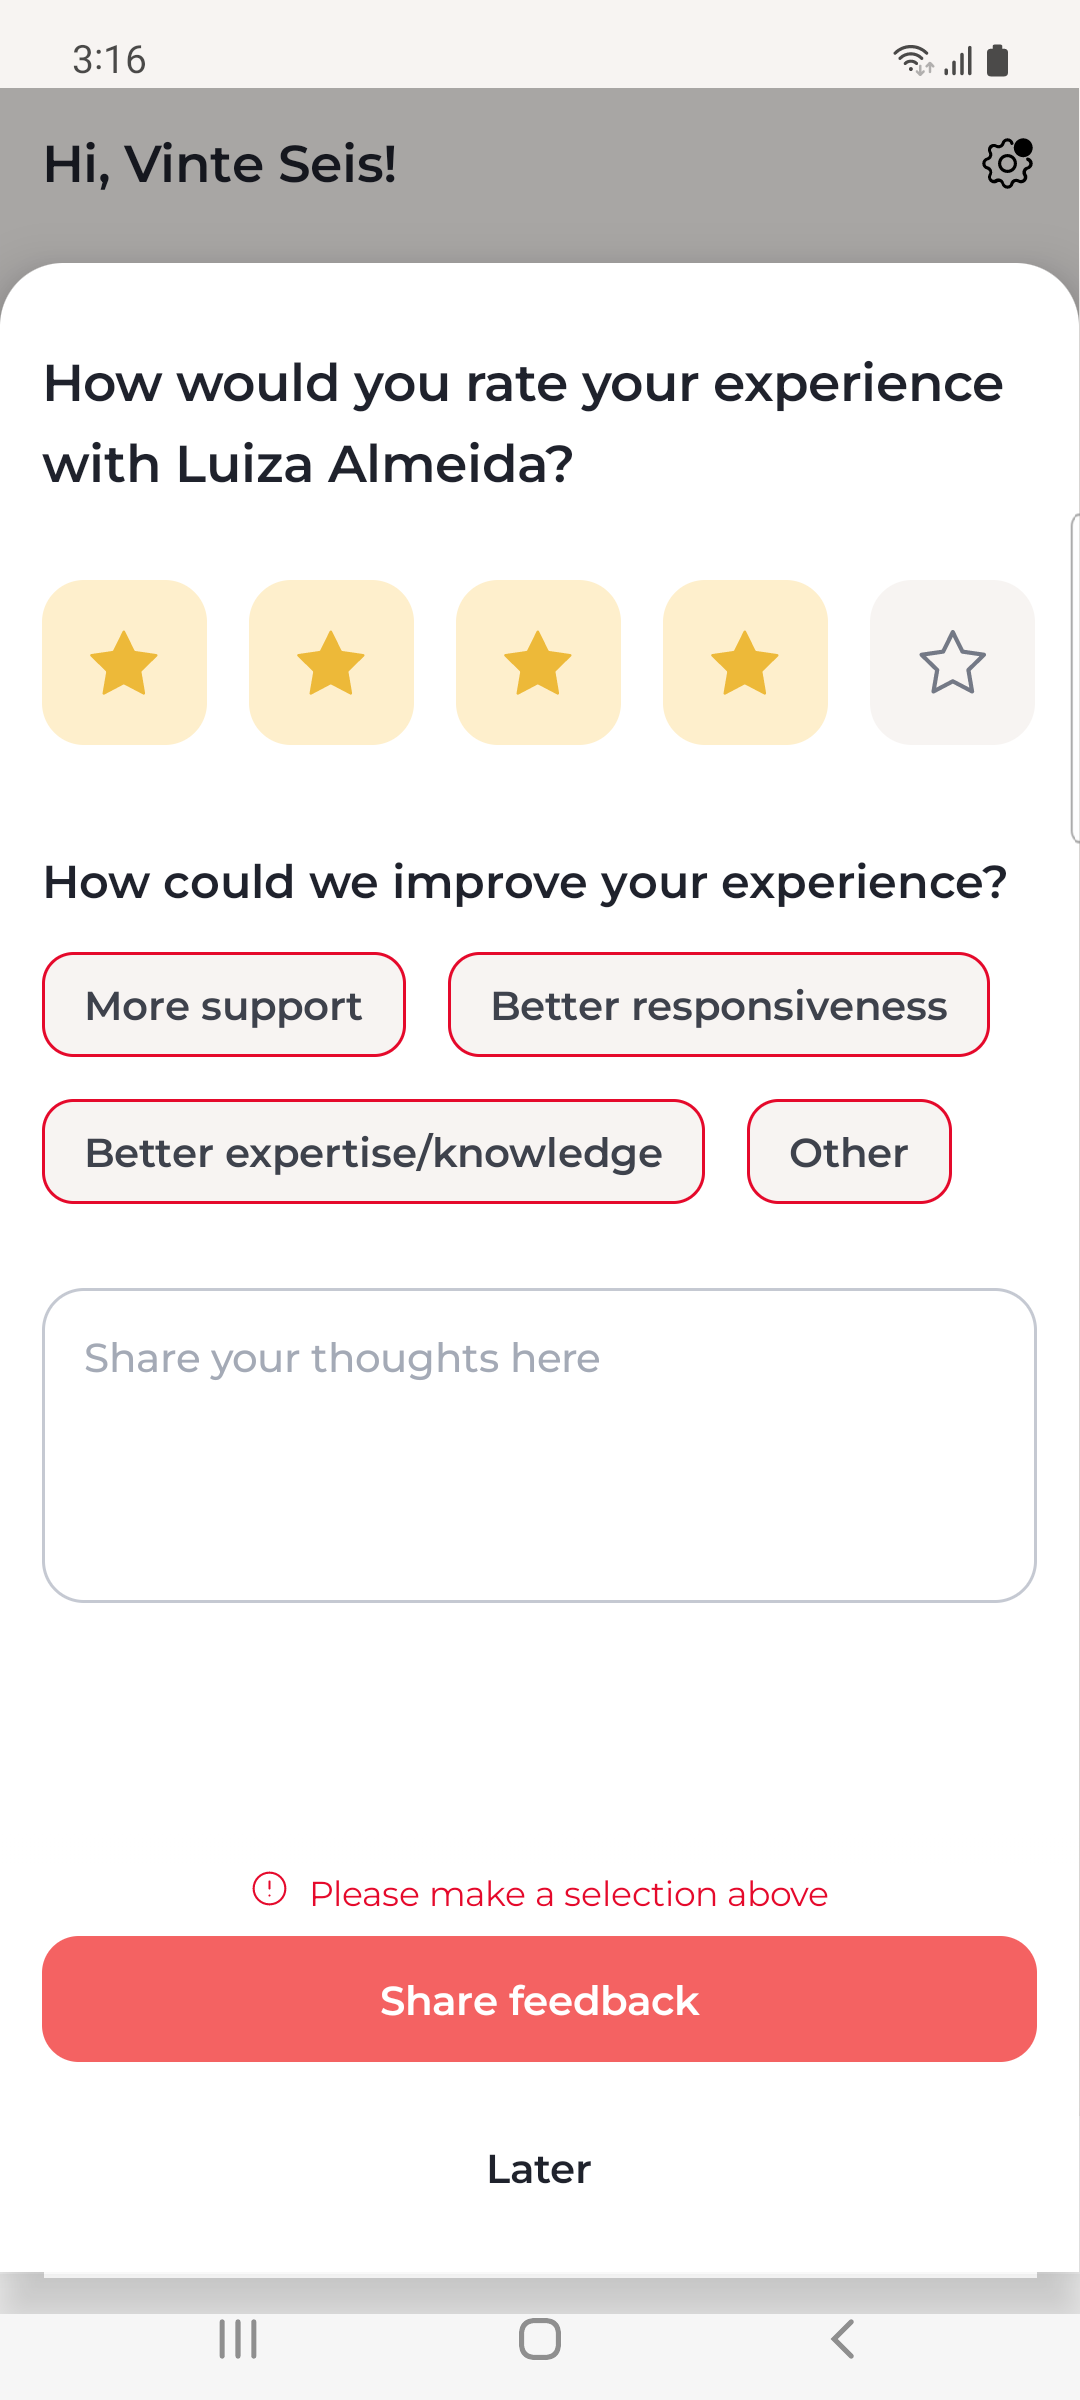 3:16
Hi, Vinte Seis!
How would you rate your experience
with Luiza Almeida?
How could we improve your experience?
More support
Better responsiveness
Better expertise/knowledge
Other
Share your thoughts here
Please make a selection above
Share feedback
Later